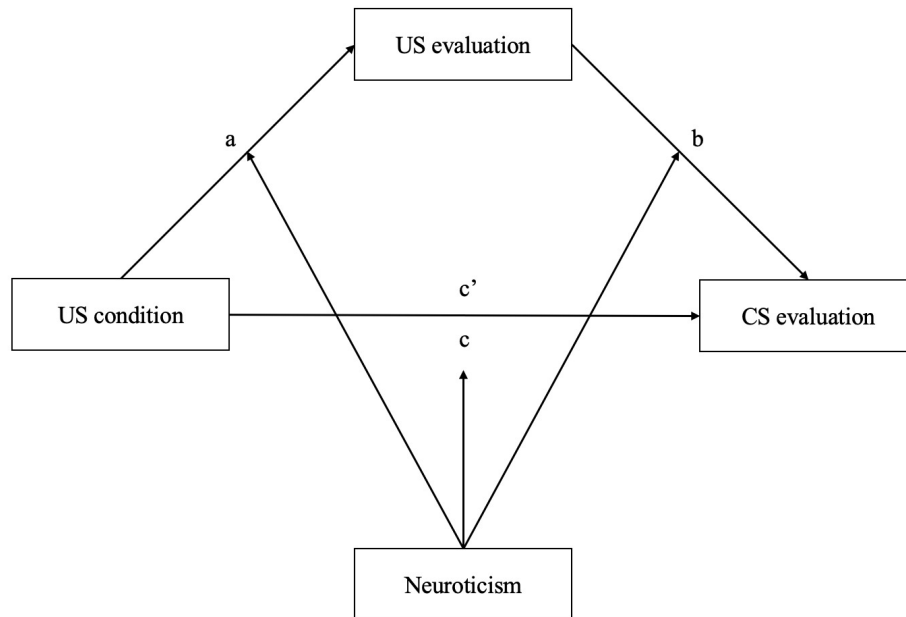 US evaluation
a
b
c’
US condition
CS evaluation
c
Neuroticism